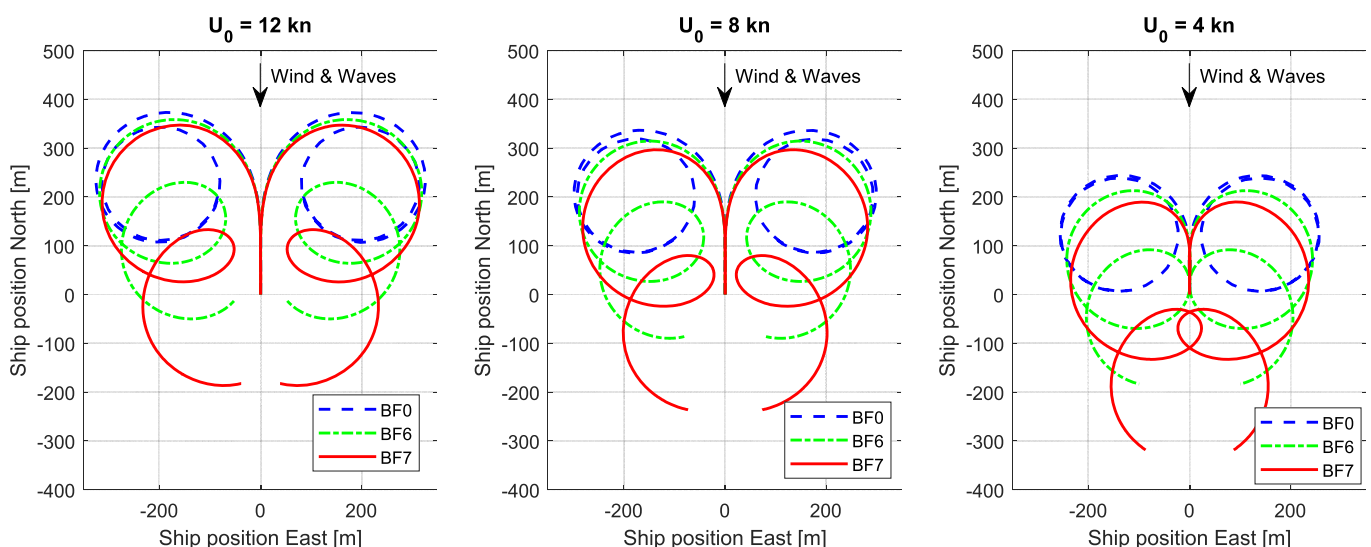 U0 = 12 kn
Wind & Waves
Ship position North [m]
500
400
300
200
100
0
-100
-200
-300
-400
-200
0
200
Ship position East [m]
BF0
BF6
BF7
U0 = 8 kn
Wind & Waves
Ship position North [m]
500
400
300
200
100
0
-100
-200
-300
-400
-200
0
200
Ship position East [m]
BF0
BF6
BF7
U0 = 4 kn
Wind & Waves
Ship position North [m]
500
400
300
200
100
0
-100
-200
-300
-400
-200
0
200
Ship position East [m]
BF0
BF6
BF7